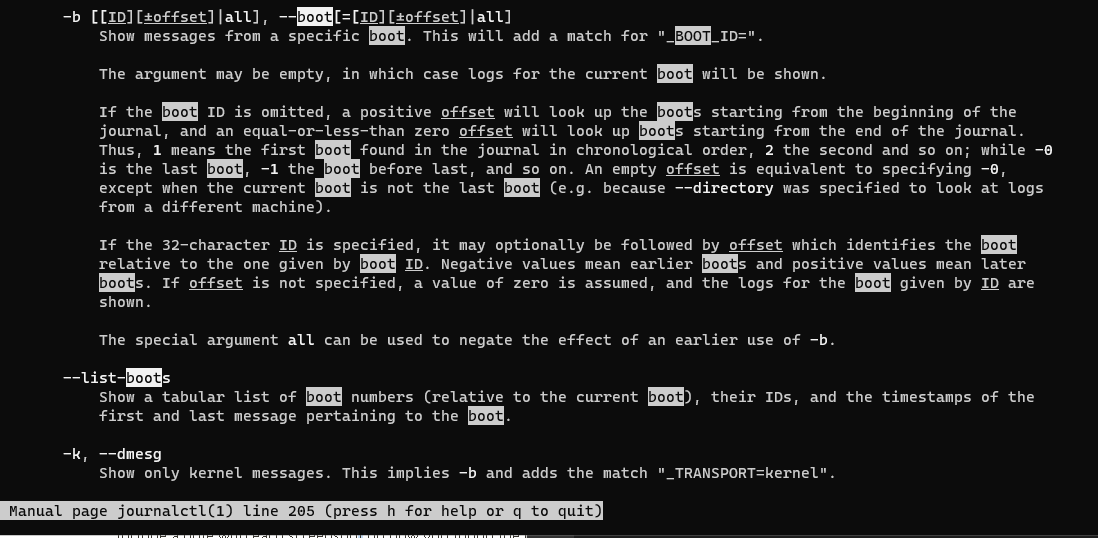 -b [[ID][±offset]|all], --boot[=[ID][±offset]|all]
Show messages from a specific boot. This will add a match for "_BOOT_ID=".
The argument may be empty, in which case logs for the current boot will be shown.
If the boot ID is omitted, a positive offset will look up the boots starting from the beginning of the
journal, and an equal-or-less-than zero offset will look up boots starting from the end of the journal.
Thus, 1 means the first boot found in the journal in chronological order, 2 the second and so on; while -0
is the last boot, -1 the boot before last, and so on. An empty offset is equivalent to specifying -0,
except when the current boot is not the last boot (e.g. because --directory was specified to look at logs
from a different machine).
If the 32-character ID is specified, it may optionally be followed by offset which identifies the boot
relative to the one given by boot ID. Negative values mean earlier boots and positive values mean later
boots. If offset is not specified, a value of zero is assumed, and the logs for the boot given by ID are
shown.
The special argument all can be used to negate the effect of an earlier use of -b.
--list-boots
Show a tabular list of boot numbers (relative to the current boot), their IDs, and the timestamps of the
first and last message pertaining to the boot.
-k, --dmesg
Show only kernel messages. This implies -b and adds the match "_TRANSPORT=kernel".
Manual page journalctl(1) line 205 (press h for help or q to quit)